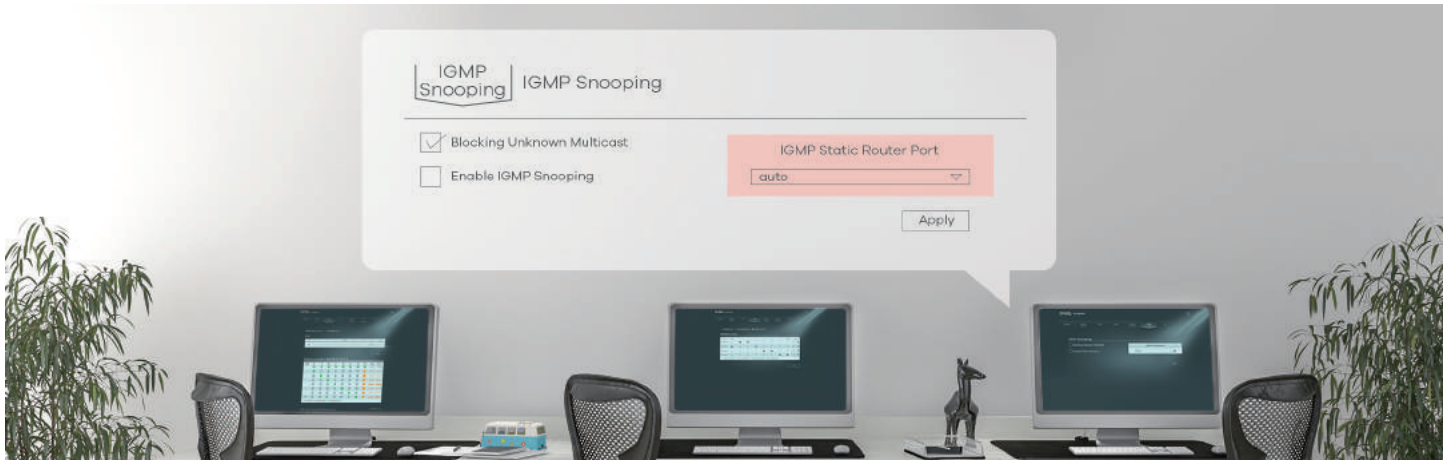 IGMP
Snooping
IGMP Snooping
Blocking Unknown Multicast
Enable IGMP Snooping
IGMP Static Router Port
auto
Apply